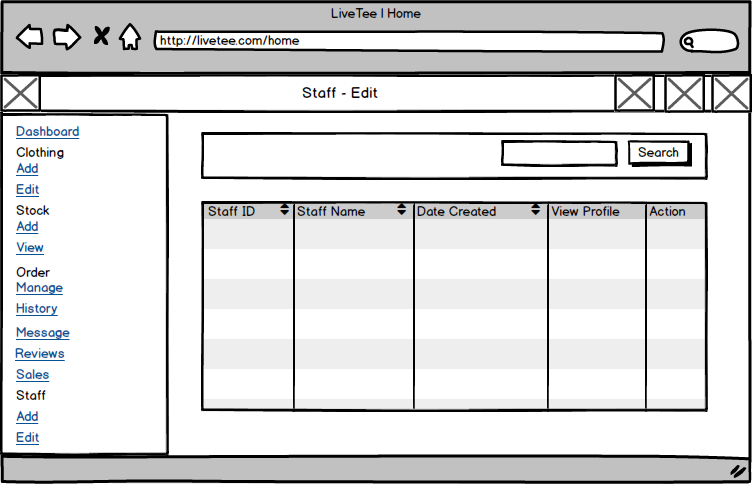 LiveTee | Home
http://livetee.com/home
Staff - Edit
Dashboard
Clothing
Add
Edit
Stock
Add
View
Order
Manage
History
Message
Reviews
Sales
Staff
Add
Edit
Search
Staff ID Staff Name Date Created View Profile Action